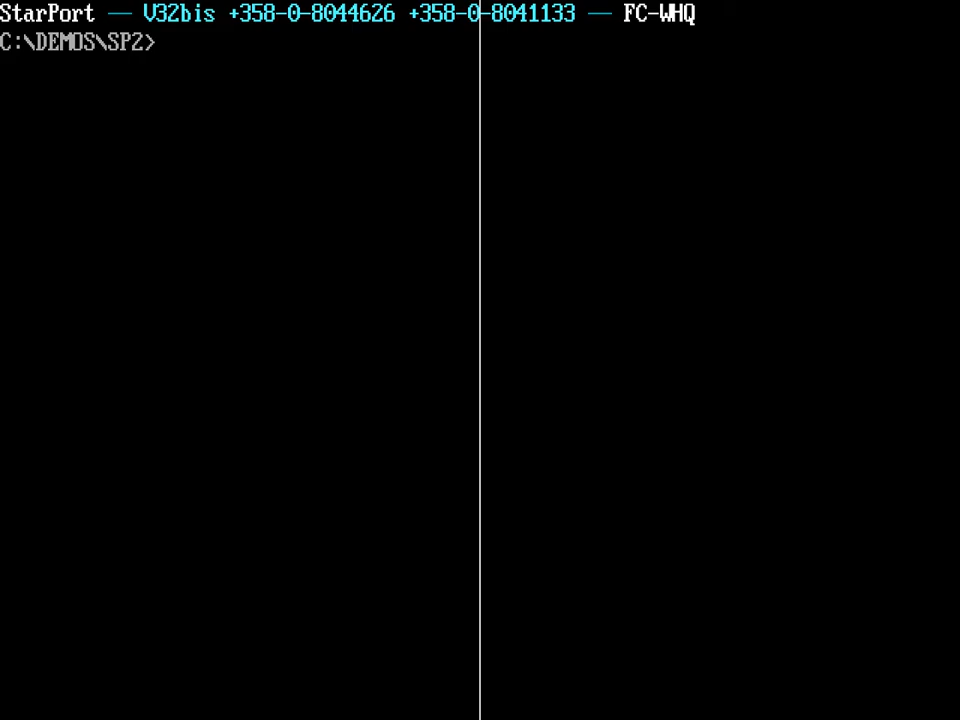 StarPort — V32bis +358-0-8044626 +358-0-8041133 — FC-WHQ
C:\DEMOS\SP2>